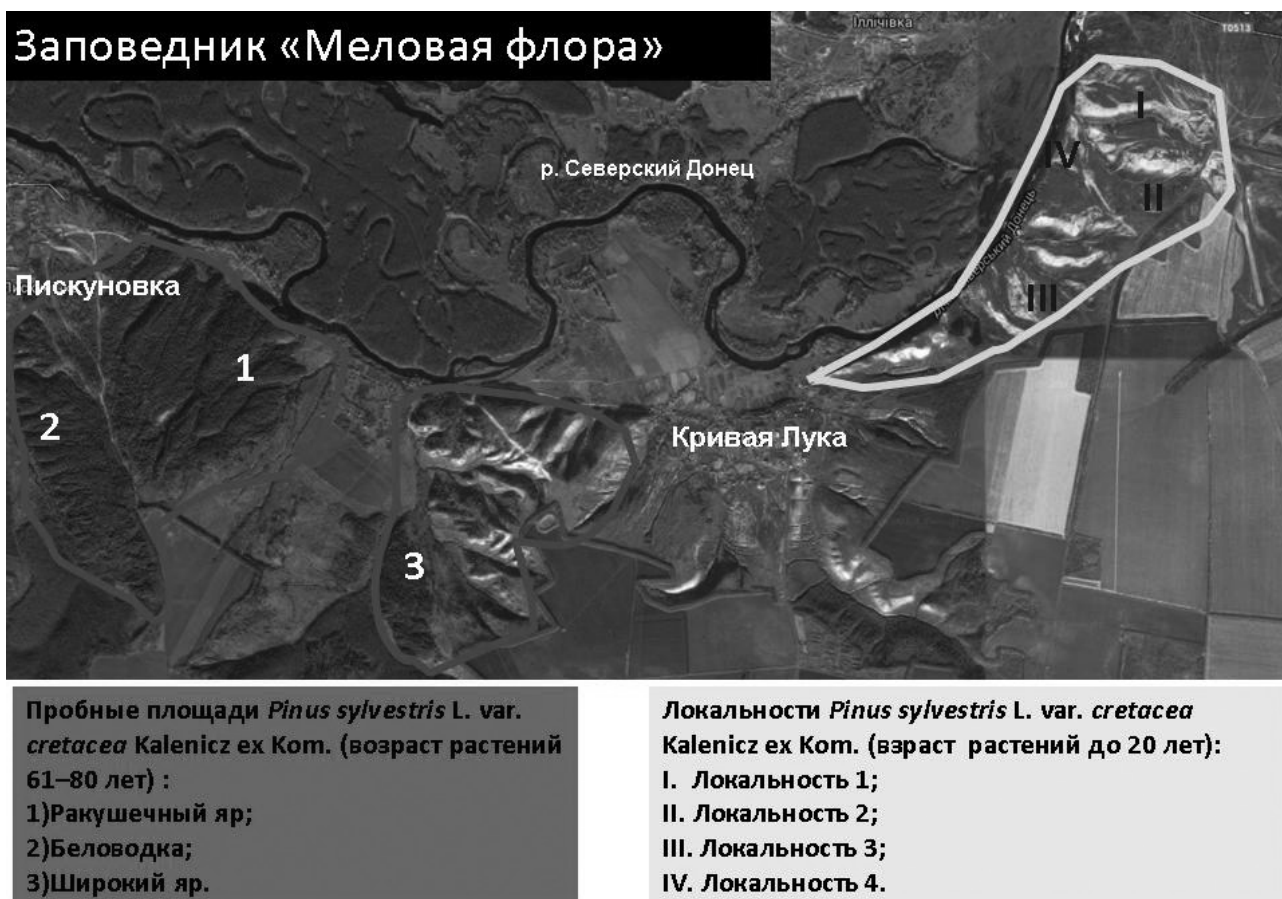 Заповедник «Меловая флора»
Іллічівка
Т0513
I
IV
р. Северский Донец
II
Пискуновка
III
1
2
Кривая Лука
3
Пробные площади Pinus sylvestris L. var.
cretacea Kalenicz ex Kom. (возраст растений
61–80 лет) :
1)Ракушечный яр;
2)Беловодка;
3)Широкий яр.
Локальности Pinus sylvestris L. var. cretacea
Kalenicz ex Kom. (взраст растений до 20 лет):
I. Локальность 1;
II. Локальность 2;
III. Локальность 3;
IV. Локальность 4.